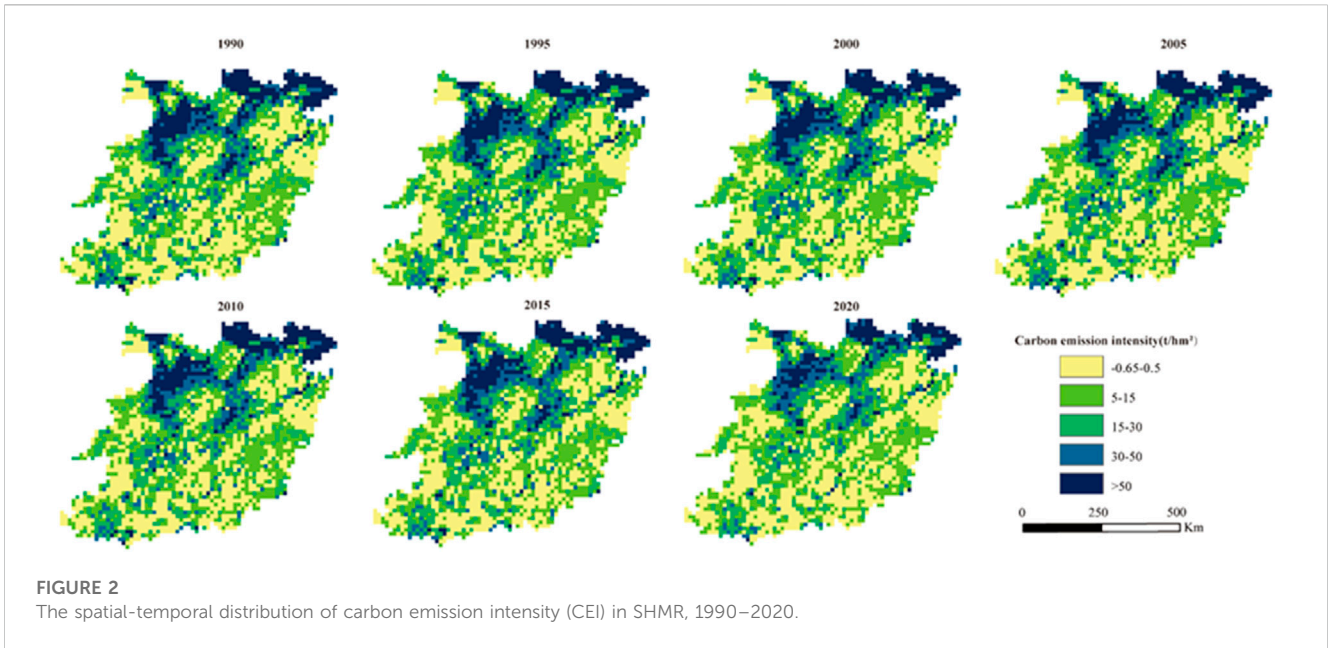 1990
1995
2000
2005
2010
2015
2020
Carbon emission intensity(t/hm²)
-0.65-0.5
5-15
15-30
30-50
>50
0 250 500
Km
FIGURE 2
The spatial-temporal distribution of carbon emission intensity (CEI) in SHMR, 1990–2020.